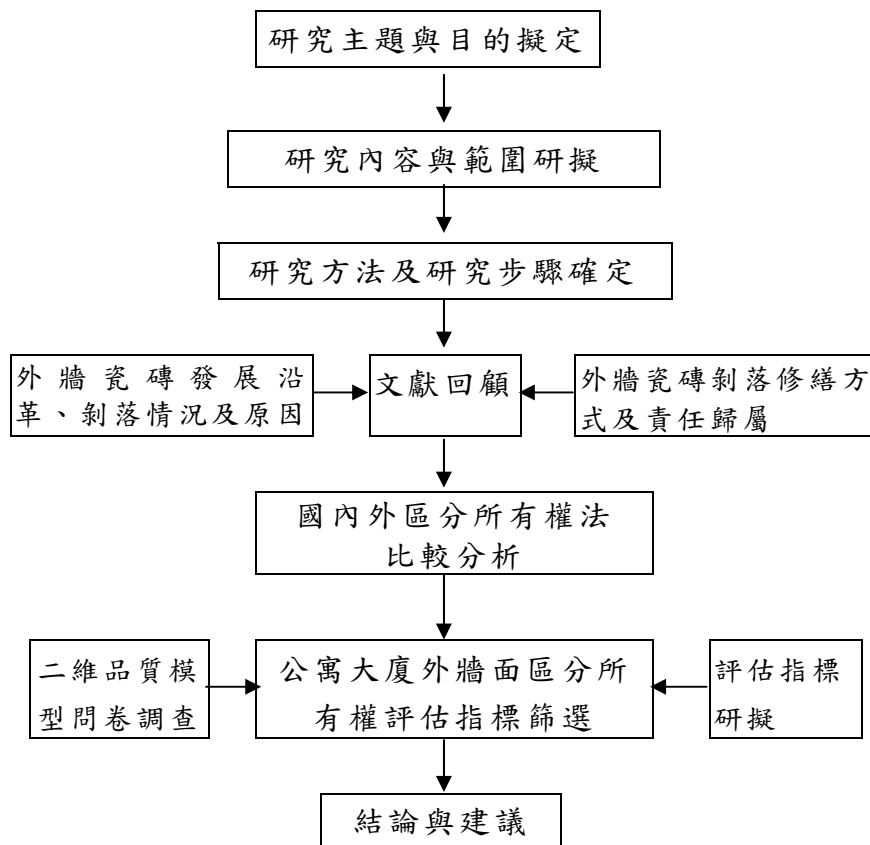 研究主題與目的擬定
研究內容與範圍研擬
研究方法及研究步驟確定
外牆瓷磚發展沿
革、剝落情況及原因
文獻回顧
外牆瓷磚剝落修繕方
式及責任歸屬
國內外區分所有權法
比較分析
二維品質模
型問卷調查
公寓大廈外牆面區分所
有權評估指標篩選
評估指標
研擬
結論與建議